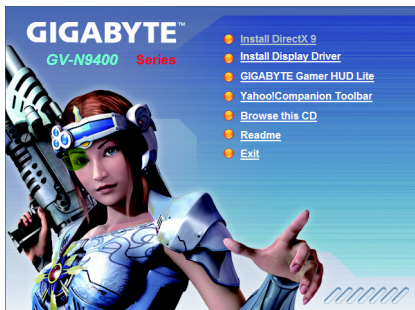 GIGABYTE™
GV-N9400 Series
Install DirectX 9
Install Display Driver
GIGABYTE Gamer HUD Lite
Yahoo!Companion Toolbar
Browse this CD
Readme
Exit